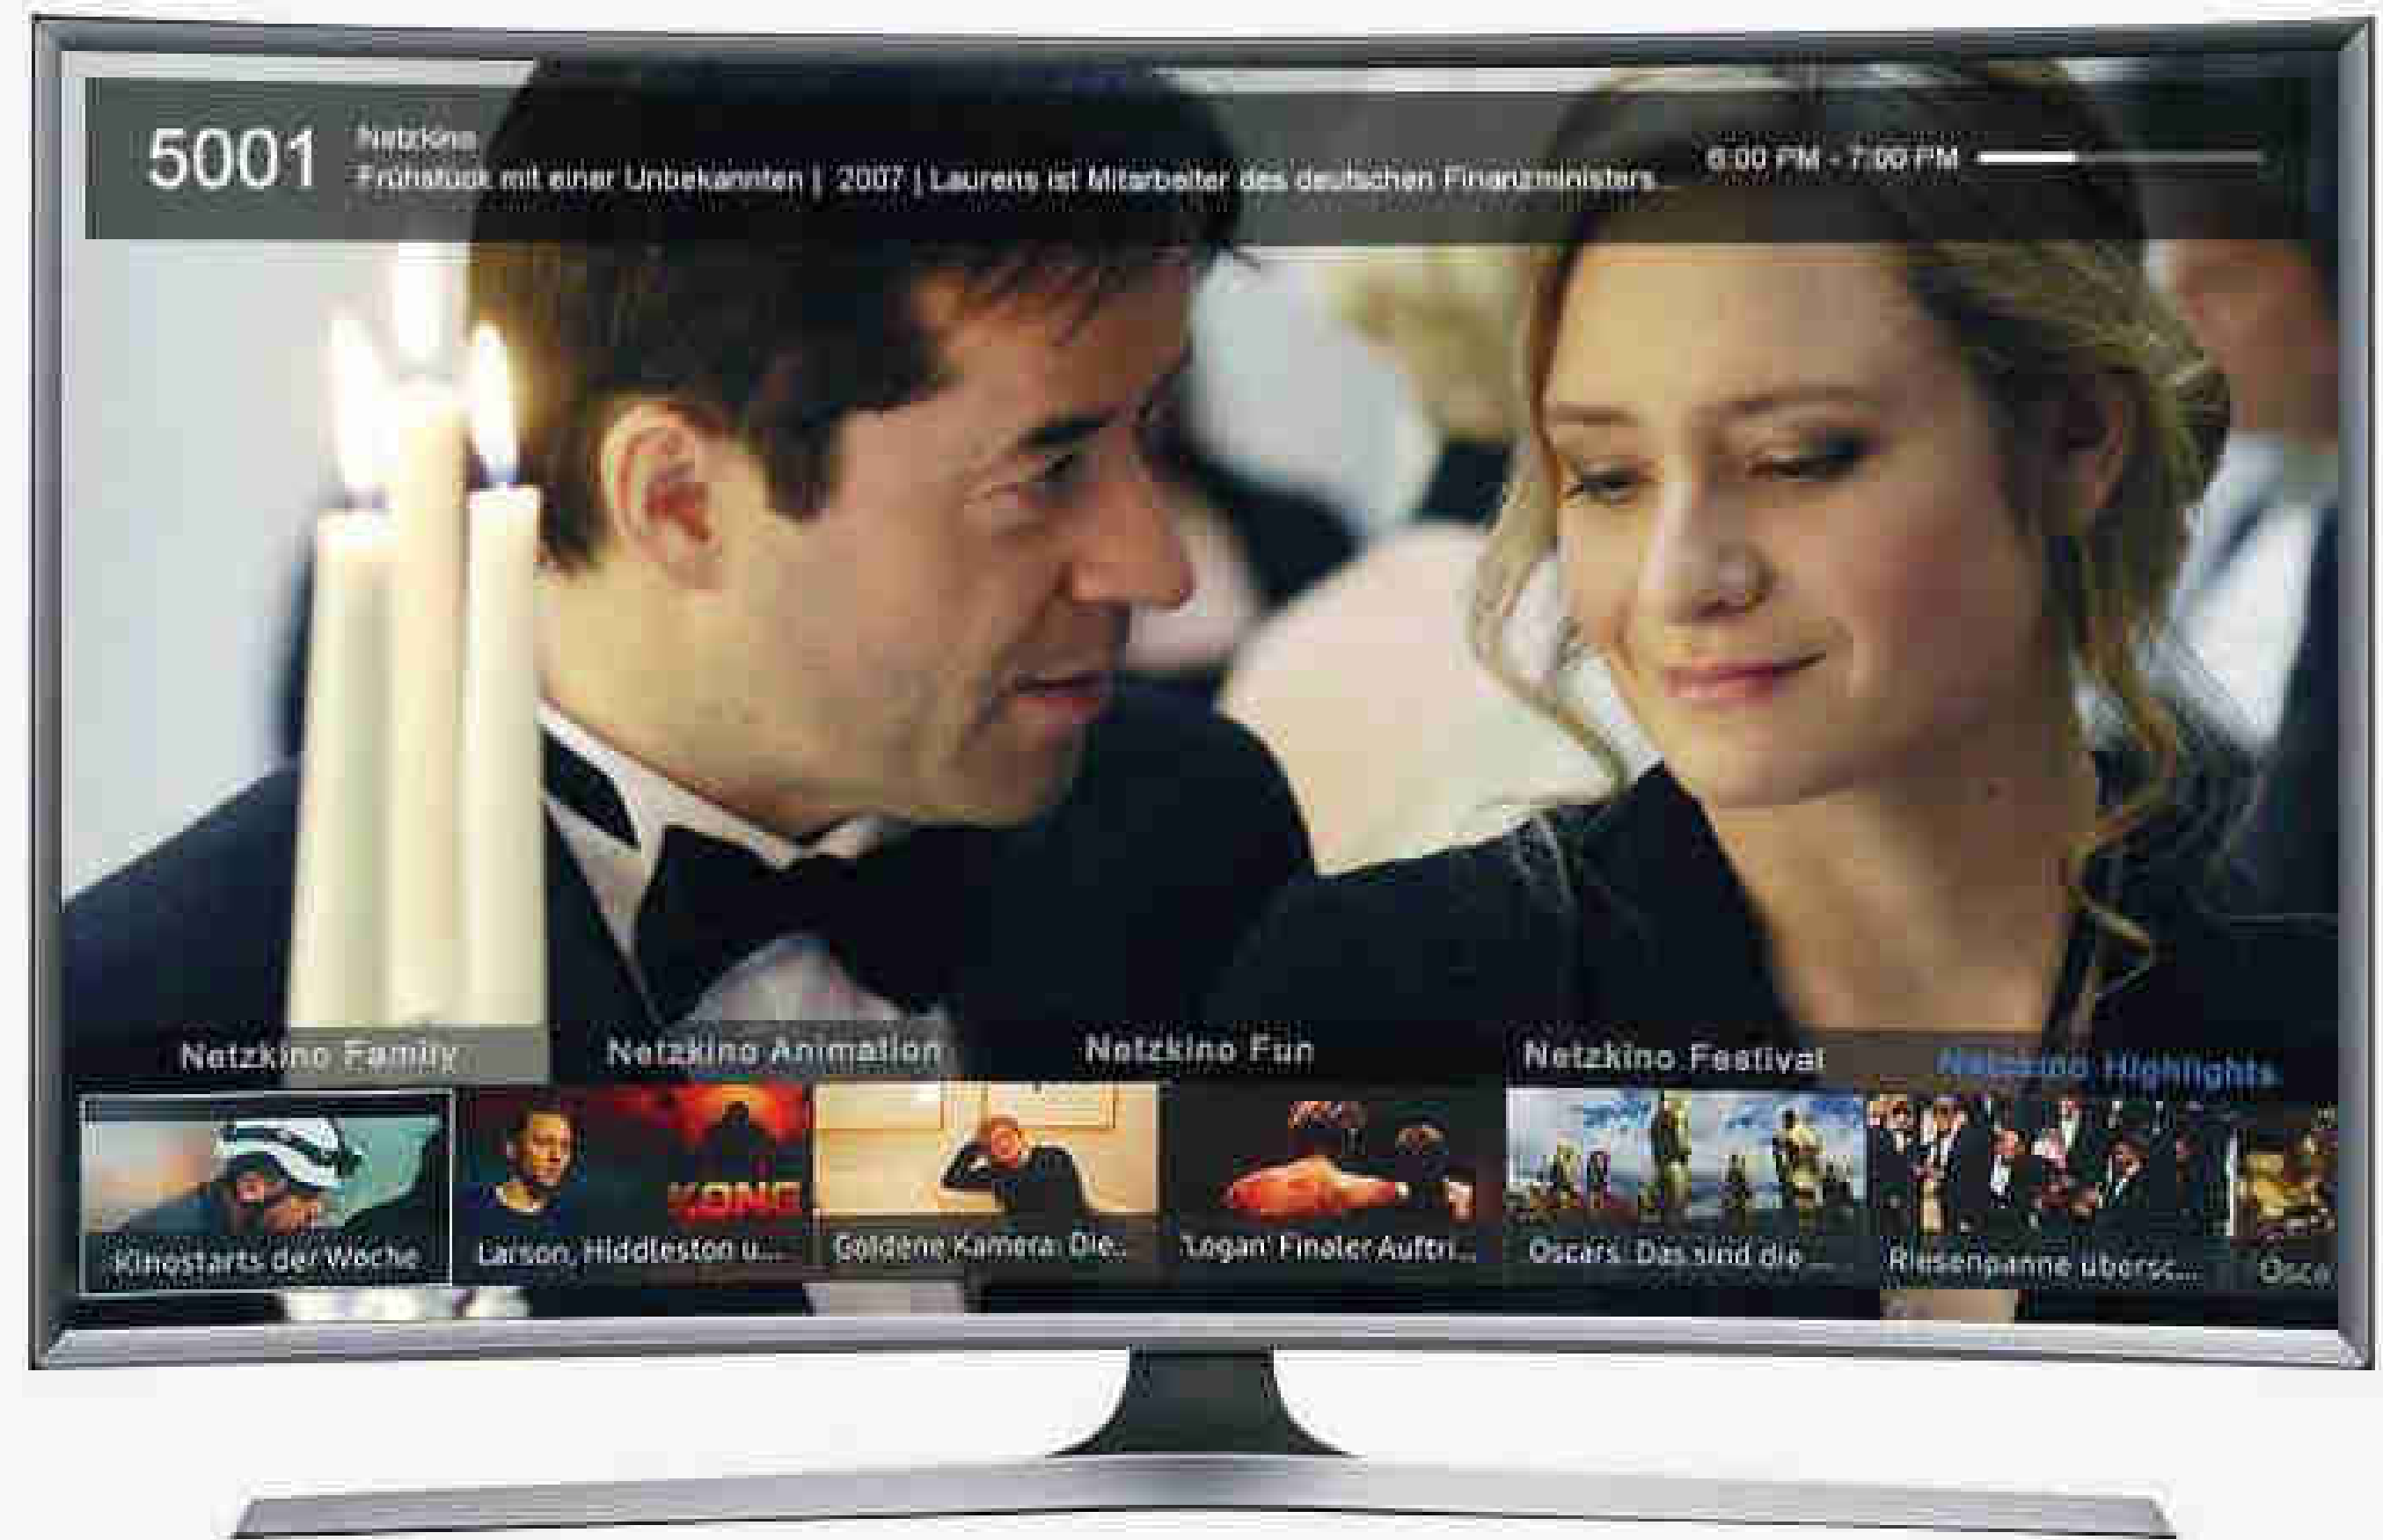 5001
Netzkino
Frühstück mit einer Unbekannten | 2007 | Laurens ist Mitarbeiter des deutschen Finanzministers...
6:00 PM - 7:00 PM
Netzkino Family
Netzkino Animation
Netzkino Fun
Netzkino Festival
Netzkino Highlights
KONG
Kinostarts der Woche
Larson, Hiddleston u...
Goldene Kamera: Die..
'Logan' Finaler Auftri...
Oscars: Das sind die ...
Riesenpanne übersc...
Osca